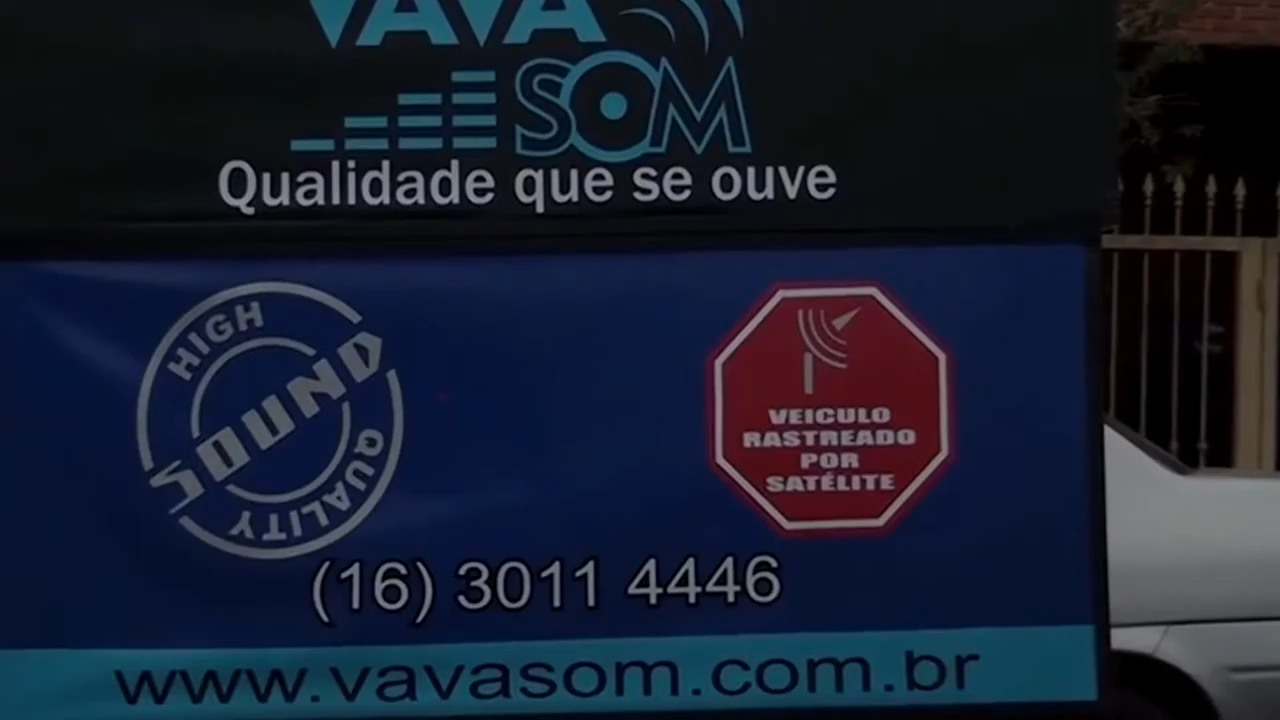 VAVA
SOM
Qualidade que se ouve
HIGH
SOUND
QUALITY
VEICULO
RASTREADO
POR
SATÉLITE
(16) 3011 4446
www.vavasom.com.br